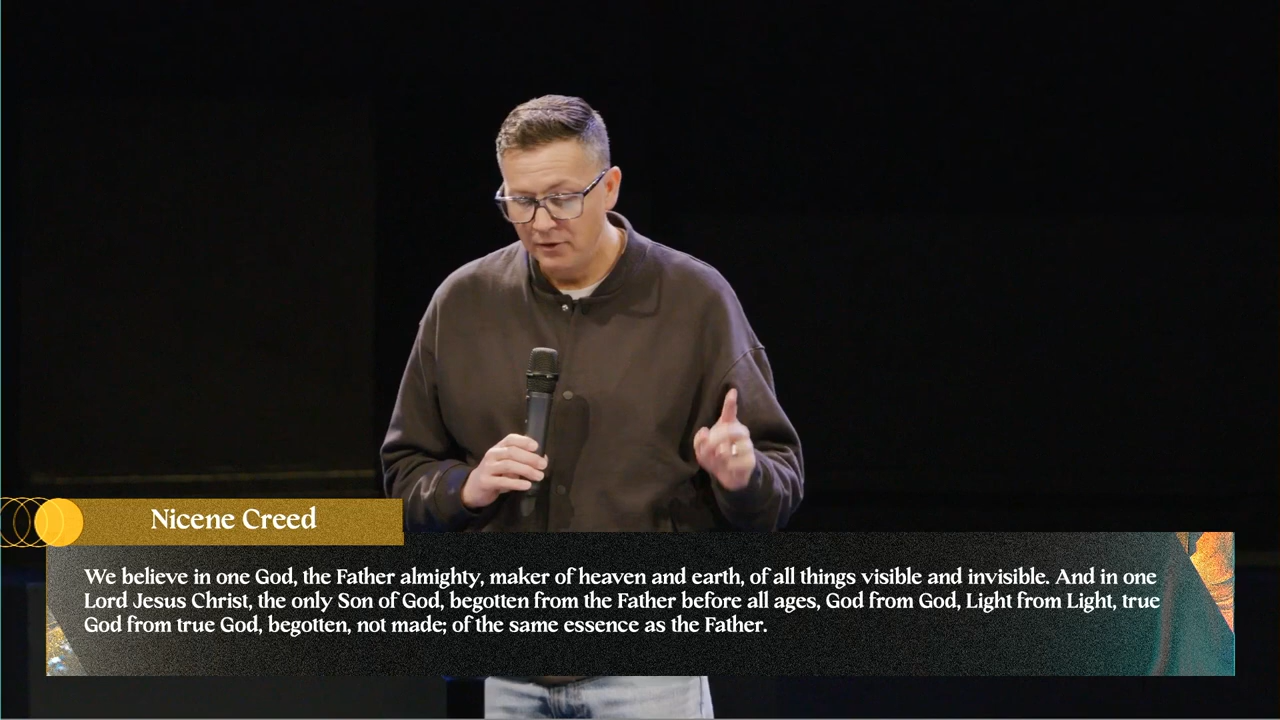 Nicene Creed
We believe in one God, the Father almighty, maker of heaven and earth, of all things visible and invisible. And in one
Lord Jesus Christ, the only Son of God, begotten from the Father before all ages, God from God, Light from Light, true
God from true God, begotten, not made; of the same essence as the Father.